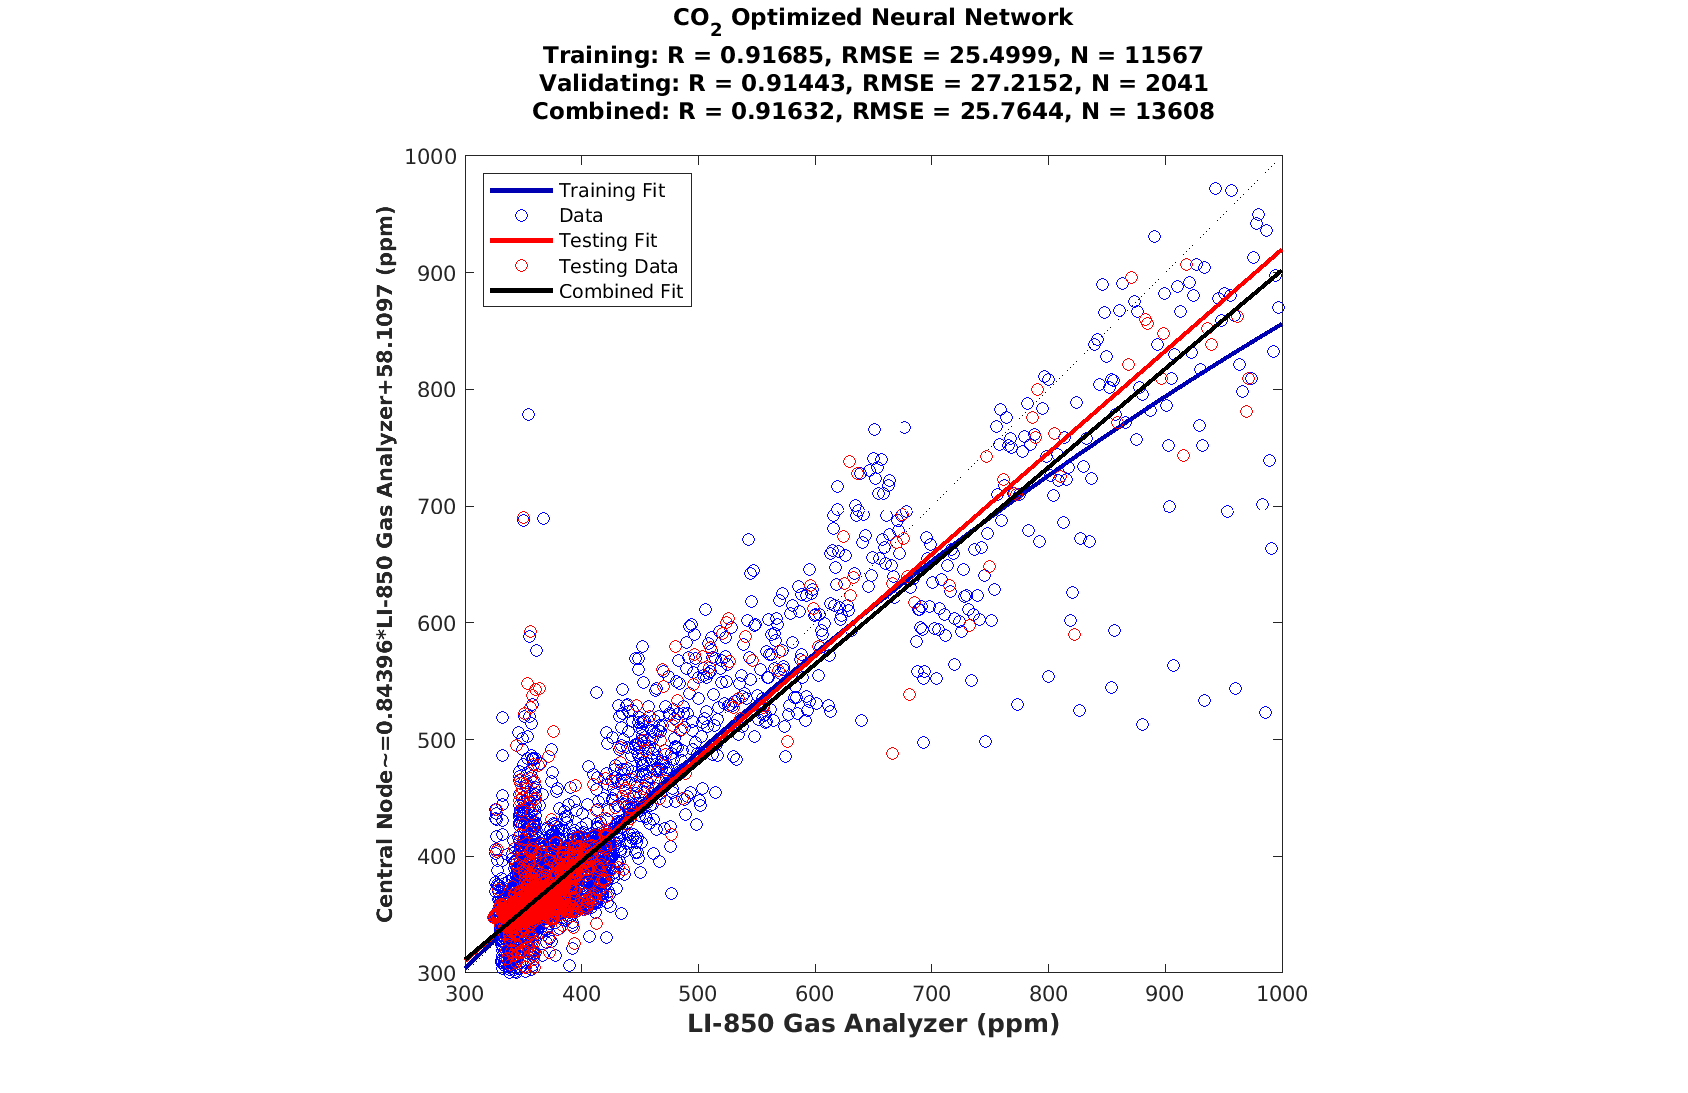 CO2 Optimized Neural Network
Training: R = 0.91685, RMSE = 25.4999, N = 11567
Validating: R = 0.91443, RMSE = 27.2152, N = 2041
Combined: R = 0.91632, RMSE = 25.7644, N = 13608
Central Node~=0.84396*LI-850 Gas Analyzer+58.1097 (ppm)
1000
900
800
700
600
500
400
300
Training Fit
Data
Testing Fit
Testing Data
Combined Fit
300 400 500 600 700 800 900 1000
LI-850 Gas Analyzer (ppm)